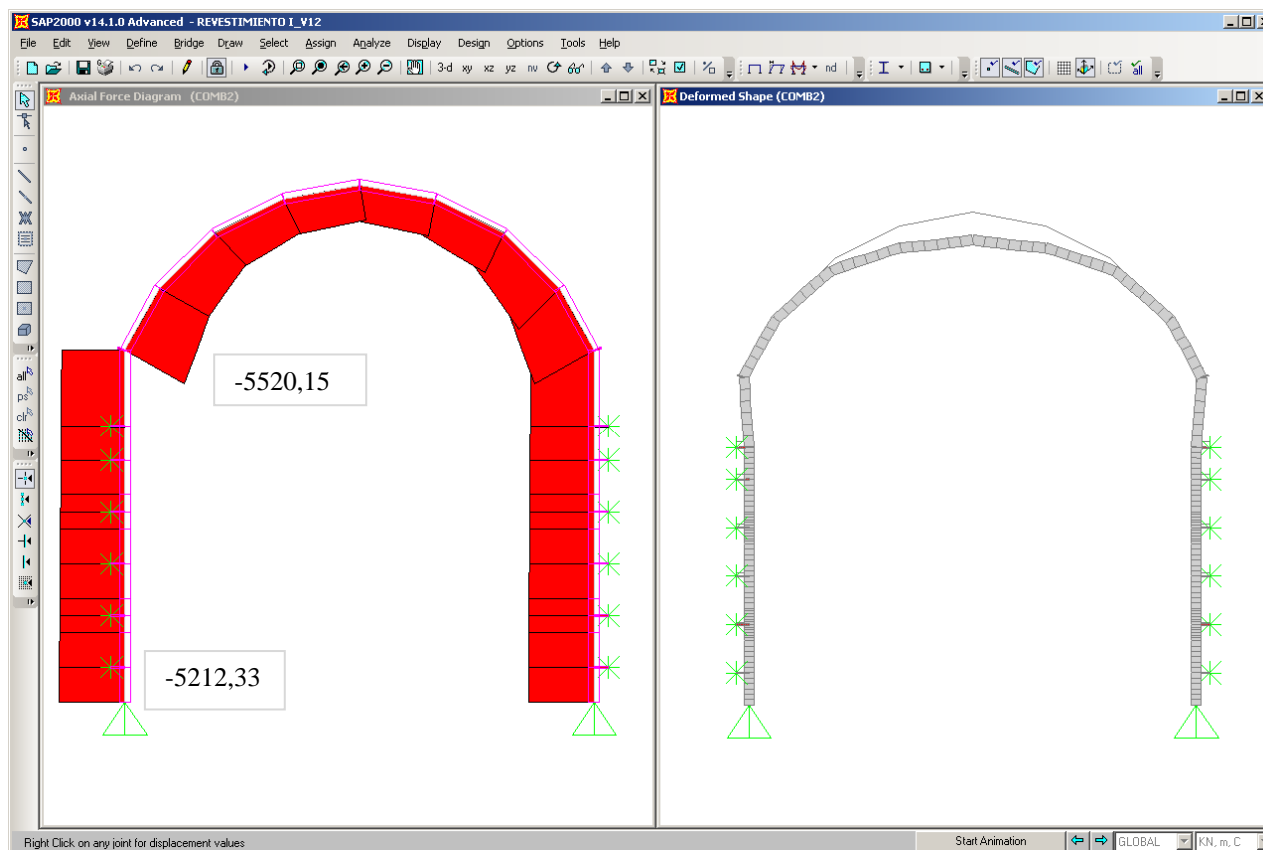 SAP2000 v14.1.0 Advanced - REVESTIMIENTO I_V12
File Edit View Define Bridge Draw Select Assign Analyze Display Design Options Tools Help
3-d xy xz yz nv nd all
Axial Force Diagram (COMB2)
Deformed Shape (COMB2)
all
ps
clr
-5520,15
-5212,33
Right Click on any joint for displacement values
Start Animation
GLOBAL
KN, m, C